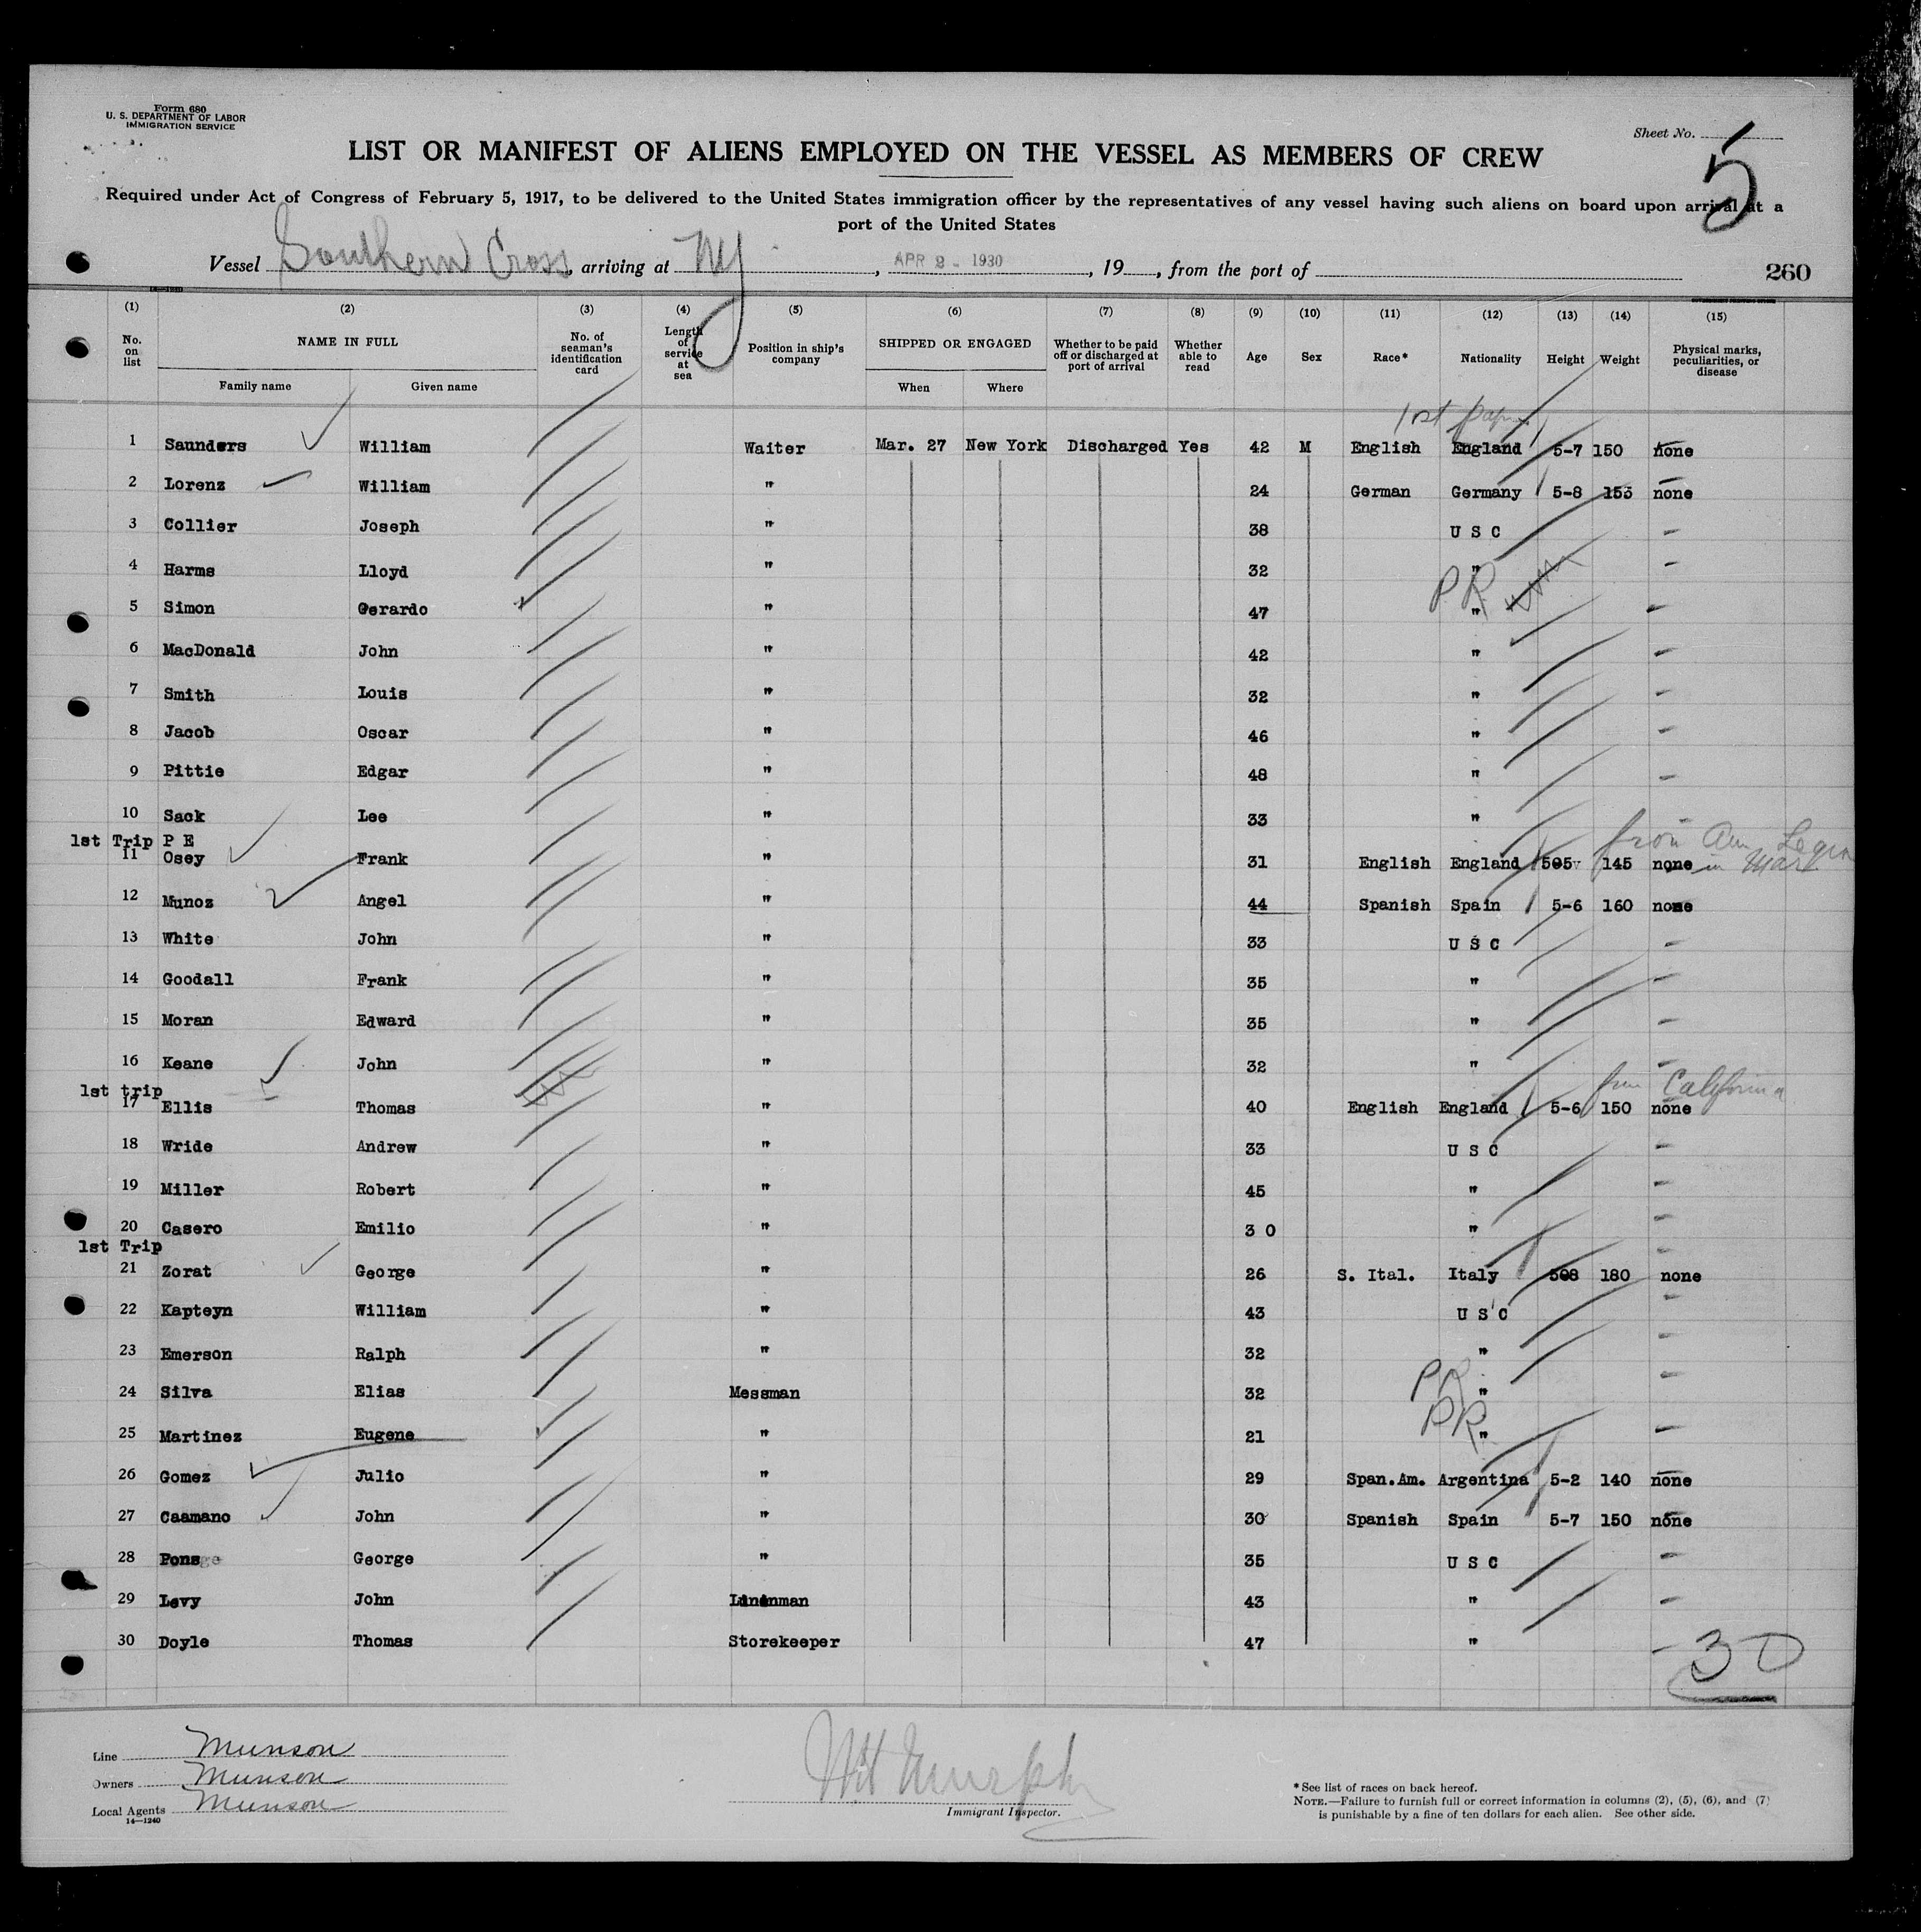 Form 680
U. S. DEPARTMENT OF LABOR
IMMIGRATION SERVICE
Sheet No. 5
LIST OR MANIFEST OF ALIENS EMPLOYED ON THE VESSEL AS MEMBERS OF CREW
Required under Act of Congress of February 5, 1917, to be delivered to the United States immigration officer by the representatives of any vessel having such aliens on board upon arrival at a
port of the United States
Vessel Southern Cross, arriving at NY, APR 2 - 1930, 19, from the port of
260
(1) (2) (3) (4) (5) (6) (7) (8) (9) (10) (11) (12) (13) (14) (15)
No. on list NAME IN FULL No. of seaman's identification card Length of service at sea Position in ship's company SHIPPED OR ENGAGED Whether to be paid off or discharged at port of arrival Whether able to read Age Sex Race* Nationality Height Weight Physical marks, peculiarities, or disease
Family name Given name When Where
1st pap.
1 Saunders William Waiter Mar. 27 New York Discharged Yes 42 M English England 5-7 150 none
2 Lorenz William " 24 German Germany 5-8 153 none
3 Collier Joseph " 38 U S C -
4 Harms Lloyd " 32 " -
5 Simon Gerardo " 47 PR " -
6 MacDonald John " 42 " -
7 Smith Louis " 32 " -
8 Jacob Oscar " 46 " -
9 Pittie Edgar " 48 " -
10 Sack Lee " 33 " -
1st Trip P E from Am Legion
11 Osey Frank " 31 English England 505 145 none in Mar.
12 Munoz Angel " 44 Spanish Spain 5-6 160 none
13 White John " 33 U S C -
14 Goodall Frank " 35 " -
15 Moran Edward " 35 " -
16 Keane John " 32 " -
1st trip from California
17 Ellis Thomas " 40 English England 5-6 150 none
18 Wride Andrew " 33 U S C -
19 Miller Robert " 45 " -
20 Casero Emilio " 3 0 " -
1st Trip
21 Zorat George " 26 S. Ital. Italy 508 180 none
22 Kapteyn William " 43 U S C -
23 Emerson Ralph " 32 " -
24 Silva Elias Messman 32 PR " -
25 Martinez Eugene " 21 PR " -
26 Gomez Julio " 29 Span.Am. Argentina 5-2 140 none
27 Caamano John " 30 Spanish Spain 5-7 150 none
28 Pons George " 35 U S C -
29 Levy John Linenman 43 " -
30 Doyle Thomas Storekeeper 47 " -
30
Line Munson
Owners Munson
Local Agents Munson
14—1240
Murphy
Immigrant Inspector.
* See list of races on back hereof.
NOTE.—Failure to furnish full or correct information in columns (2), (5), (6), and (7)
is punishable by a fine of ten dollars for each alien. See other side.